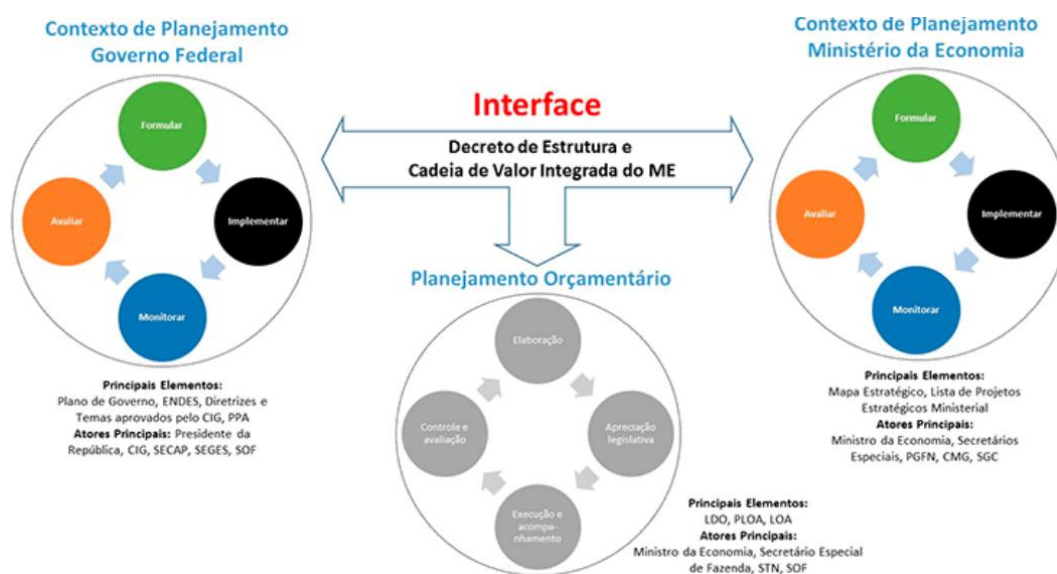 Contexto de Planejamento
Governo Federal
Formular
Implementar
Monitorar
Avaliar
Principais Elementos:
Plano de Governo, ENDES, Diretrizes e
Temas aprovados pelo CIG, PPA
Atores Principais: Presidente da
República, CIG, SECAP, SEGES, SOF
Interface
Decreto de Estrutura e
Cadeia de Valor Integrada do ME
Planejamento Orçamentário
Elaboração
Apreciação
legislativa
Execução e
acompa-
nhamento
Controle e
avaliação
Principais Elementos:
LDO, PLOA, LOA
Atores Principais:
Ministro da Economia, Secretário Especial
de Fazenda, STN, SOF
Contexto de Planejamento
Ministério da Economia
Formular
Implementar
Monitorar
Avaliar
Principais Elementos:
Mapa Estratégico, Lista de Projetos
Estratégicos Ministerial
Atores Principais:
Ministro da Economia, Secretários
Especiais, PGFN, CMG, SGC